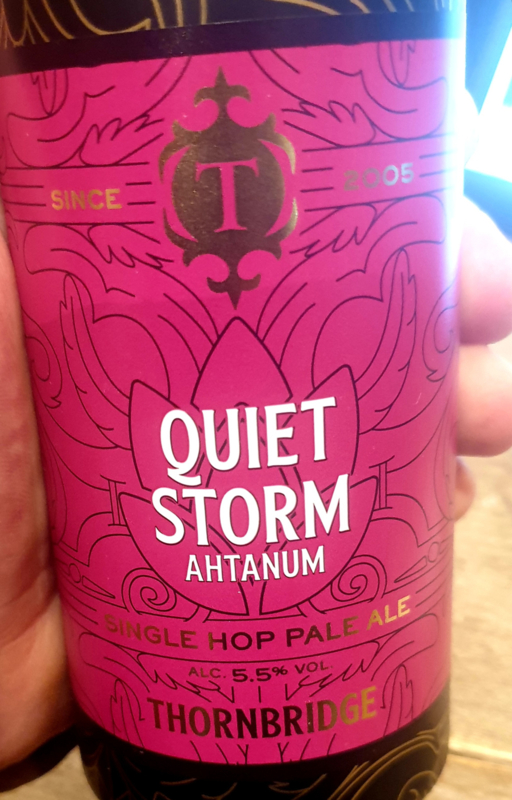 SINCE T 2005
QUIET
STORM
AHTANUM
SINGLE HOP PALE ALE
ALC. 5.5% VOL.
THORNBRIDGE